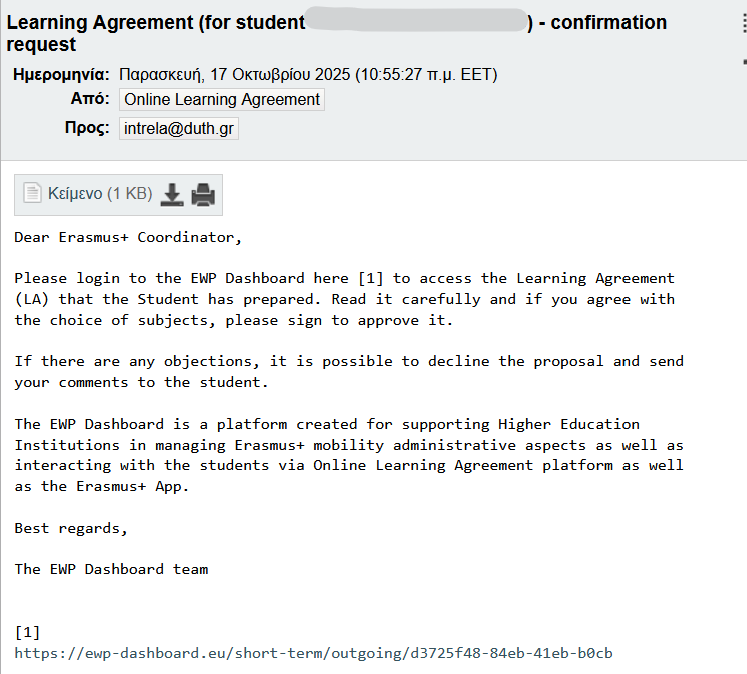 Learning Agreement (for student ) - confirmation
request
Ημερομηνία: Παρασκευή, 17 Οκτωβρίου 2025 (10:55:27 π.μ. EET)
Από: Online Learning Agreement
Προς: intrela@duth.gr
Κείμενο (1 KB)
Dear Erasmus+ Coordinator,
Please login to the EWP Dashboard here [1] to access the Learning Agreement
(LA) that the Student has prepared. Read it carefully and if you agree with
the choice of subjects, please sign to approve it.
If there are any objections, it is possible to decline the proposal and send
your comments to the student.
The EWP Dashboard is a platform created for supporting Higher Education
Institutions in managing Erasmus+ mobility administrative aspects as well as
interacting with the students via Online Learning Agreement platform as well
as the Erasmus+ App.
Best regards,
The EWP Dashboard team
[1]
https://ewp-dashboard.eu/short-term/outgoing/d3725f48-84eb-41eb-b0cb